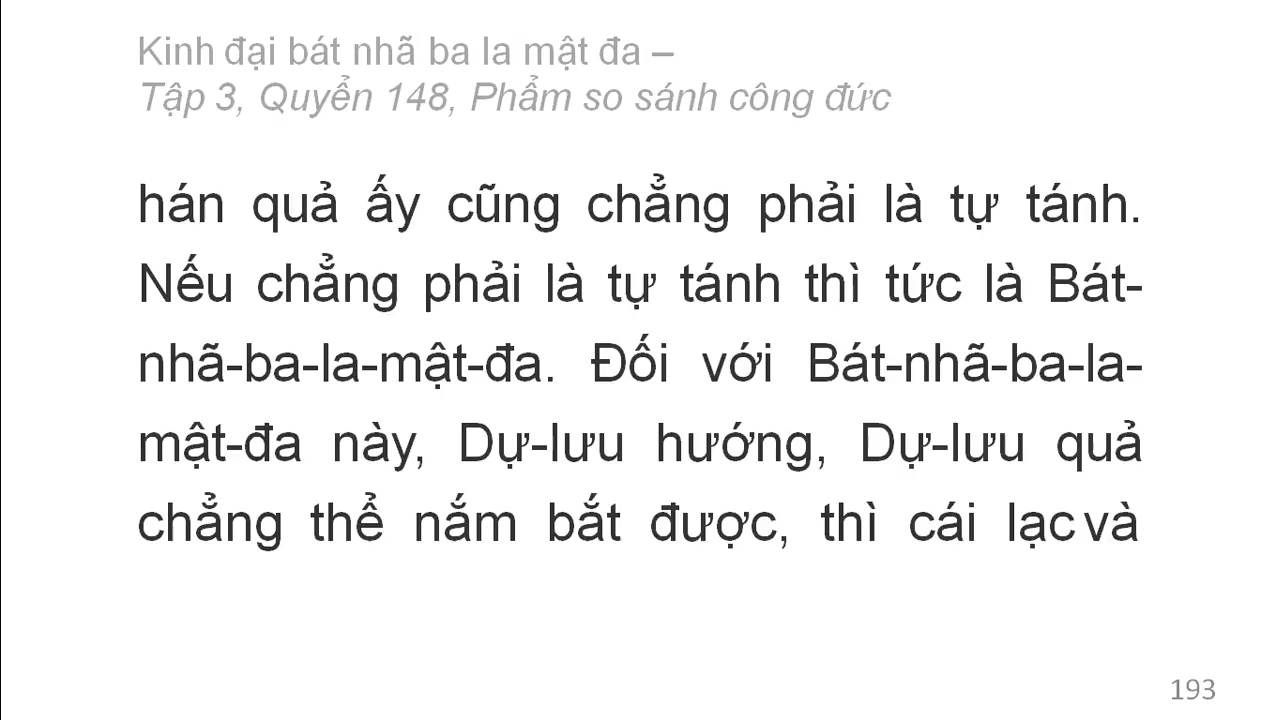 Kinh đại bát nhã ba la mật đa –
Tập 3, Quyển 148, Phẩm so sánh công đức
hán quả ấy cũng chẳng phải là tự tánh.
Nếu chẳng phải là tự tánh thì tức là Bát-
nhã-ba-la-mật-đa. Đối với Bát-nhã-ba-la-
mật-đa này, Dự-lưu hướng, Dự-lưu quả
chẳng thể nắm bắt được, thì cái lạc và
193